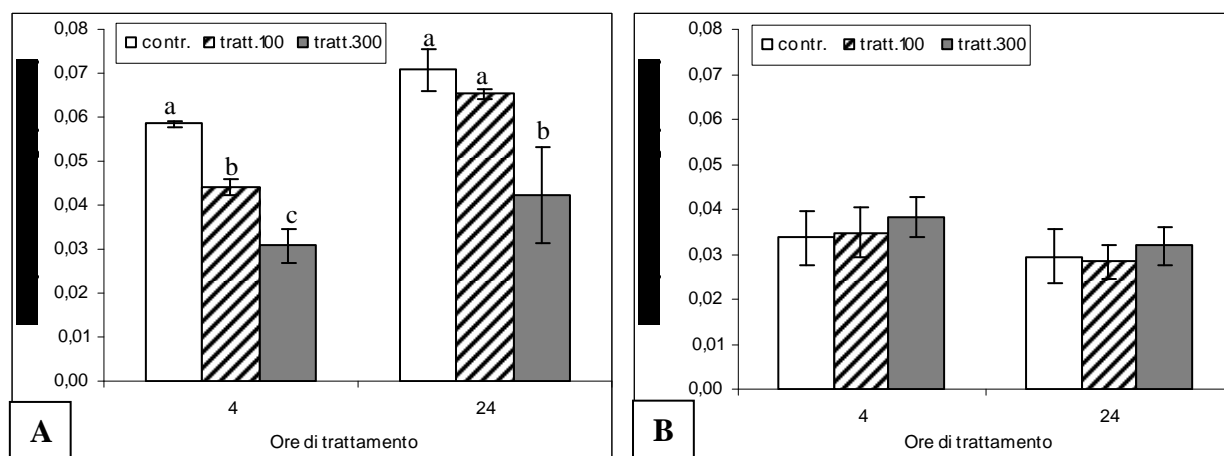 0,08
contr. tratt.100 tratt.300
0,07
0,06
0,05
0,04
0,03
0,02
0,01
0,00
a
b
c
a
a
b
4 24
Ore di trattamento
A
0,08
contr. tratt.100 tratt.300
0,07
0,06
0,05
0,04
0,03
0,02
0,01
0,00
4 24
Ore di trattamento
B